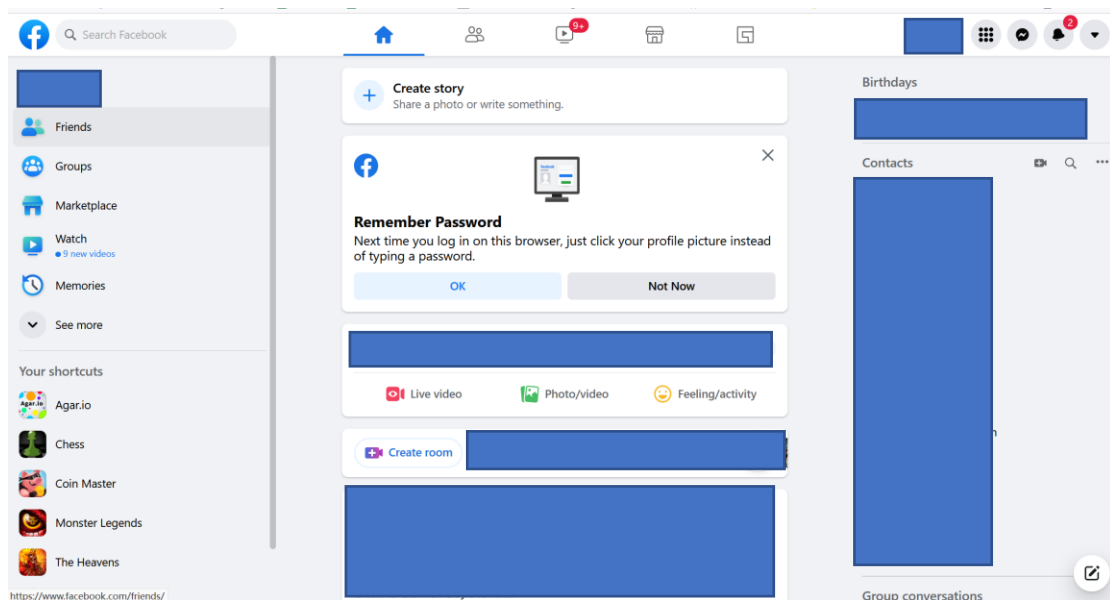 Search Facebook
9+
2
Friends
Groups
Marketplace
Watch
9 new videos
Memories
See more
Your shortcuts
Agar.io
Agar.io
Chess
Coin Master
Monster Legends
The Heavens
https://www.facebook.com/friends/
Create story
Share a photo or write something.
Remember Password
Next time you log in on this browser, just click your profile picture instead
of typing a password.
OK
Not Now
Live video
Photo/video
Feeling/activity
Create room
Birthdays
Contacts
n
Group conversations